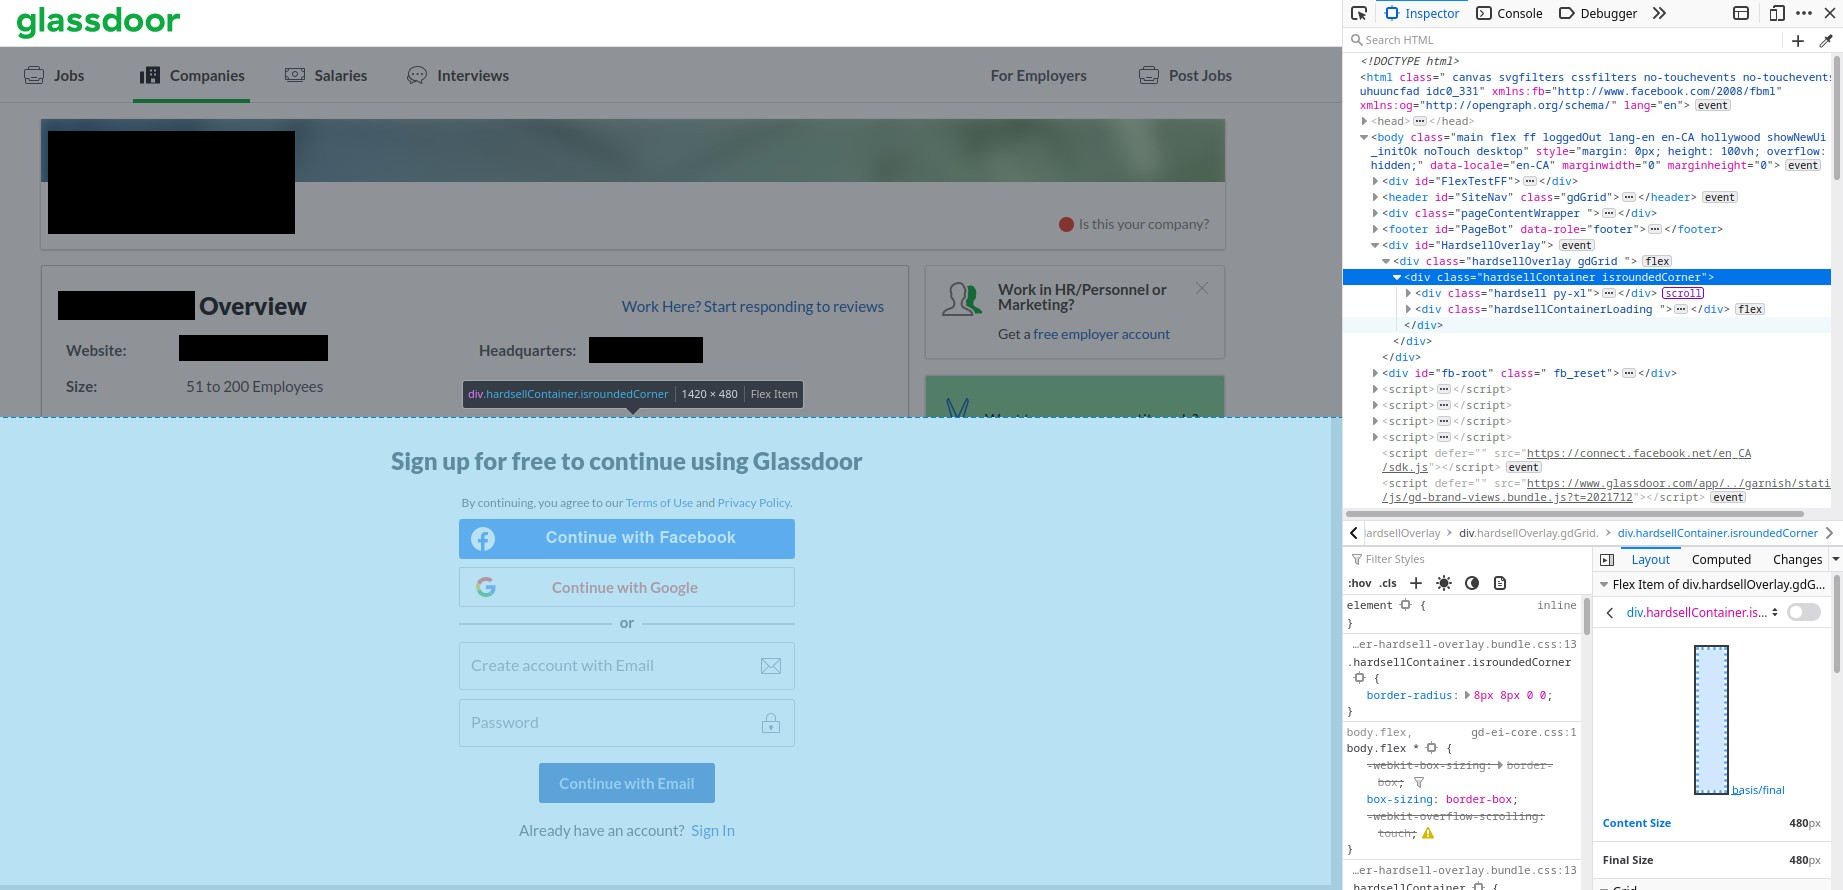 glassdoor
Jobs
Companies
Salaries
Interviews
For Employers
Post Jobs
Is this your company?
Overview
Work Here? Start responding to reviews
Website:
Headquarters:
Size:
51 to 200 Employees
Work in HR/Personnel or
Marketing?
Get a free employer account
div.hardsellContainer.isroundedCorner | 1420 × 480 | Flex Item
Sign up for free to continue using Glassdoor
By continuing, you agree to our Terms of Use and Privacy Policy.
Continue with Facebook
Continue with Google
or
Create account with Email
Password
Continue with Email
Already have an account? Sign In
Inspector
Console
Debugger
Search HTML
<!DOCTYPE html>
<html class=" canvas svgfilters cssfilters no-touchevents no-touchevents
uhuuncfad idc0_331" xmlns:fb="http://www.facebook.com/2008/fbml"
xmlns:og="http://opengraph.org/schema/" lang="en"> event
<head> ••• </head>
<body class="main flex ff loggedOut lang-en en-CA hollywood showNewUi
_initOk noTouch desktop" style="margin: 0px; height: 100vh; overflow:
hidden;" data-locale="en-CA" marginwidth="0" marginheight="0"> event
<div id="FlexTestFF"> ••• </div>
<header id="SiteNav" class="gdGrid"> ••• </header> event
<div class="pageContentWrapper "> ••• </div>
<footer id="PageBot" data-role="footer"> ••• </footer>
<div id="HardsellOverlay"> event
<div class="hardsellOverlay gdGrid "> flex
<div class="hardsellContainer isroundedCorner">
<div class="hardsell py-xl"> ••• </div> scroll
<div class="hardsellContainerLoading "> ••• </div> flex
</div>
</div>
</div>
<div id="fb-root" class=" fb_reset"> ••• </div>
<script> ••• </script>
<script> ••• </script>
<script> ••• </script>
<script> ••• </script>
<script defer="" src="https://connect.facebook.net/en_CA
/sdk.js"></script> event
<script defer="" src="https://www.glassdoor.com/app/../garnish/stati
/js/gd-brand-views.bundle.js?t=2021712"></script> event
ardsellOverlay > div.hardsellOverlay.gdGrid. > div.hardsellContainer.isroundedCorner
Filter Styles
:hov .cls
element { inline
}
…er-hardsell-overlay.bundle.css:13
.hardsellContainer.isroundedCorner
{
border-radius: 8px 8px 0 0;
}
body.flex, gd-ei-core.css:1
body.flex * {
-webkit-box-sizing: border-
box;
box-sizing: border-box;
-webkit-overflow-scrolling:
touch;
}
…er-hardsell-overlay.bundle.css:13
Layout
Computed
Changes
Flex Item of div.hardsellOverlay.gdG…
div.hardsellContainer.is…
basis/final
Content Size 480px
Final Size 480px